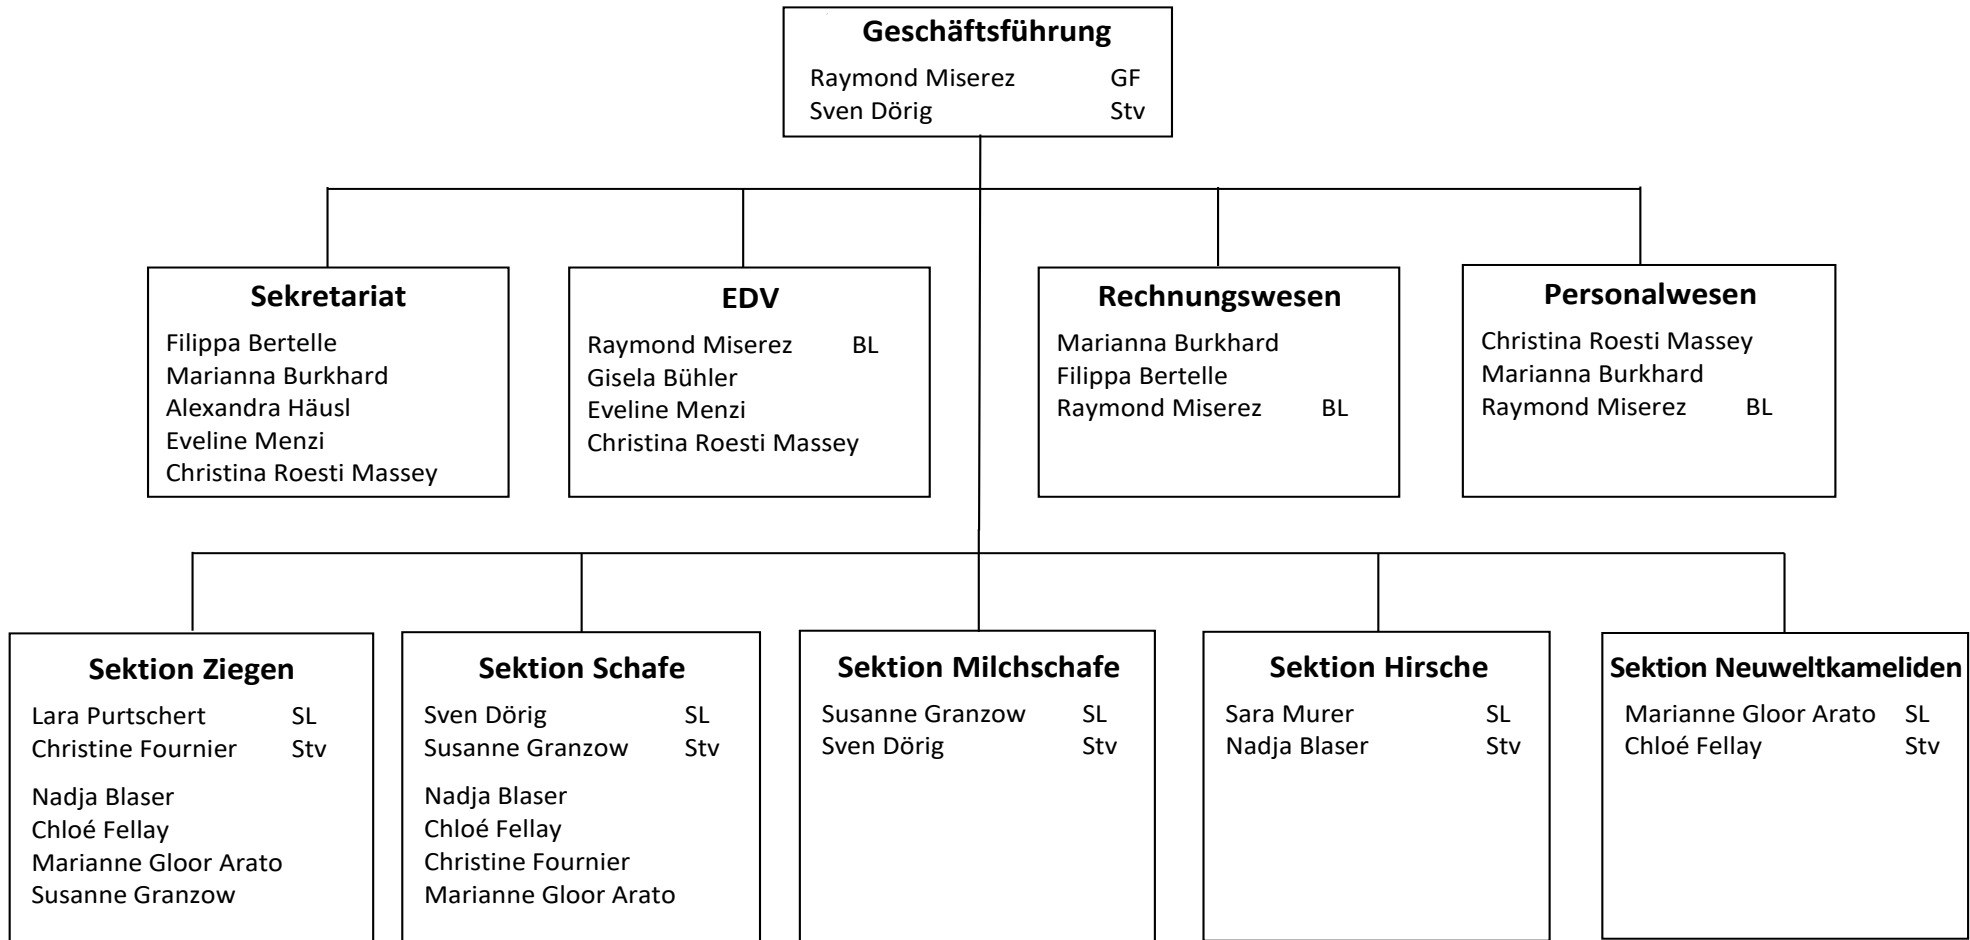 Geschäftsführung
Raymond Miserez GF
Sven Dörig Stv
Sekretariat
Filippa Bertelle
Marianna Burkhard
Alexandra Häusl
Eveline Menzi
Christina Roesti Massey
EDV
Raymond Miserez BL
Gisela Bühler
Eveline Menzi
Christina Roesti Massey
Rechnungswesen
Marianna Burkhard
Filippa Bertelle
Raymond Miserez BL
Personalwesen
Christina Roesti Massey
Marianna Burkhard
Raymond Miserez BL
Sektion Ziegen
Lara Purtschert SL
Christine Fournier Stv
Nadja Blaser
Chloé Fellay
Marianne Gloor Arato
Susanne Granzow
Sektion Schafe
Sven Dörig SL
Susanne Granzow Stv
Nadja Blaser
Chloé Fellay
Christine Fournier
Marianne Gloor Arato
Sektion Milchschafe
Susanne Granzow SL
Sven Dörig Stv
Sektion Hirsche
Sara Murer SL
Nadja Blaser Stv
Sektion Neuweltkameliden
Marianne Gloor Arato SL
Chloé Fellay Stv